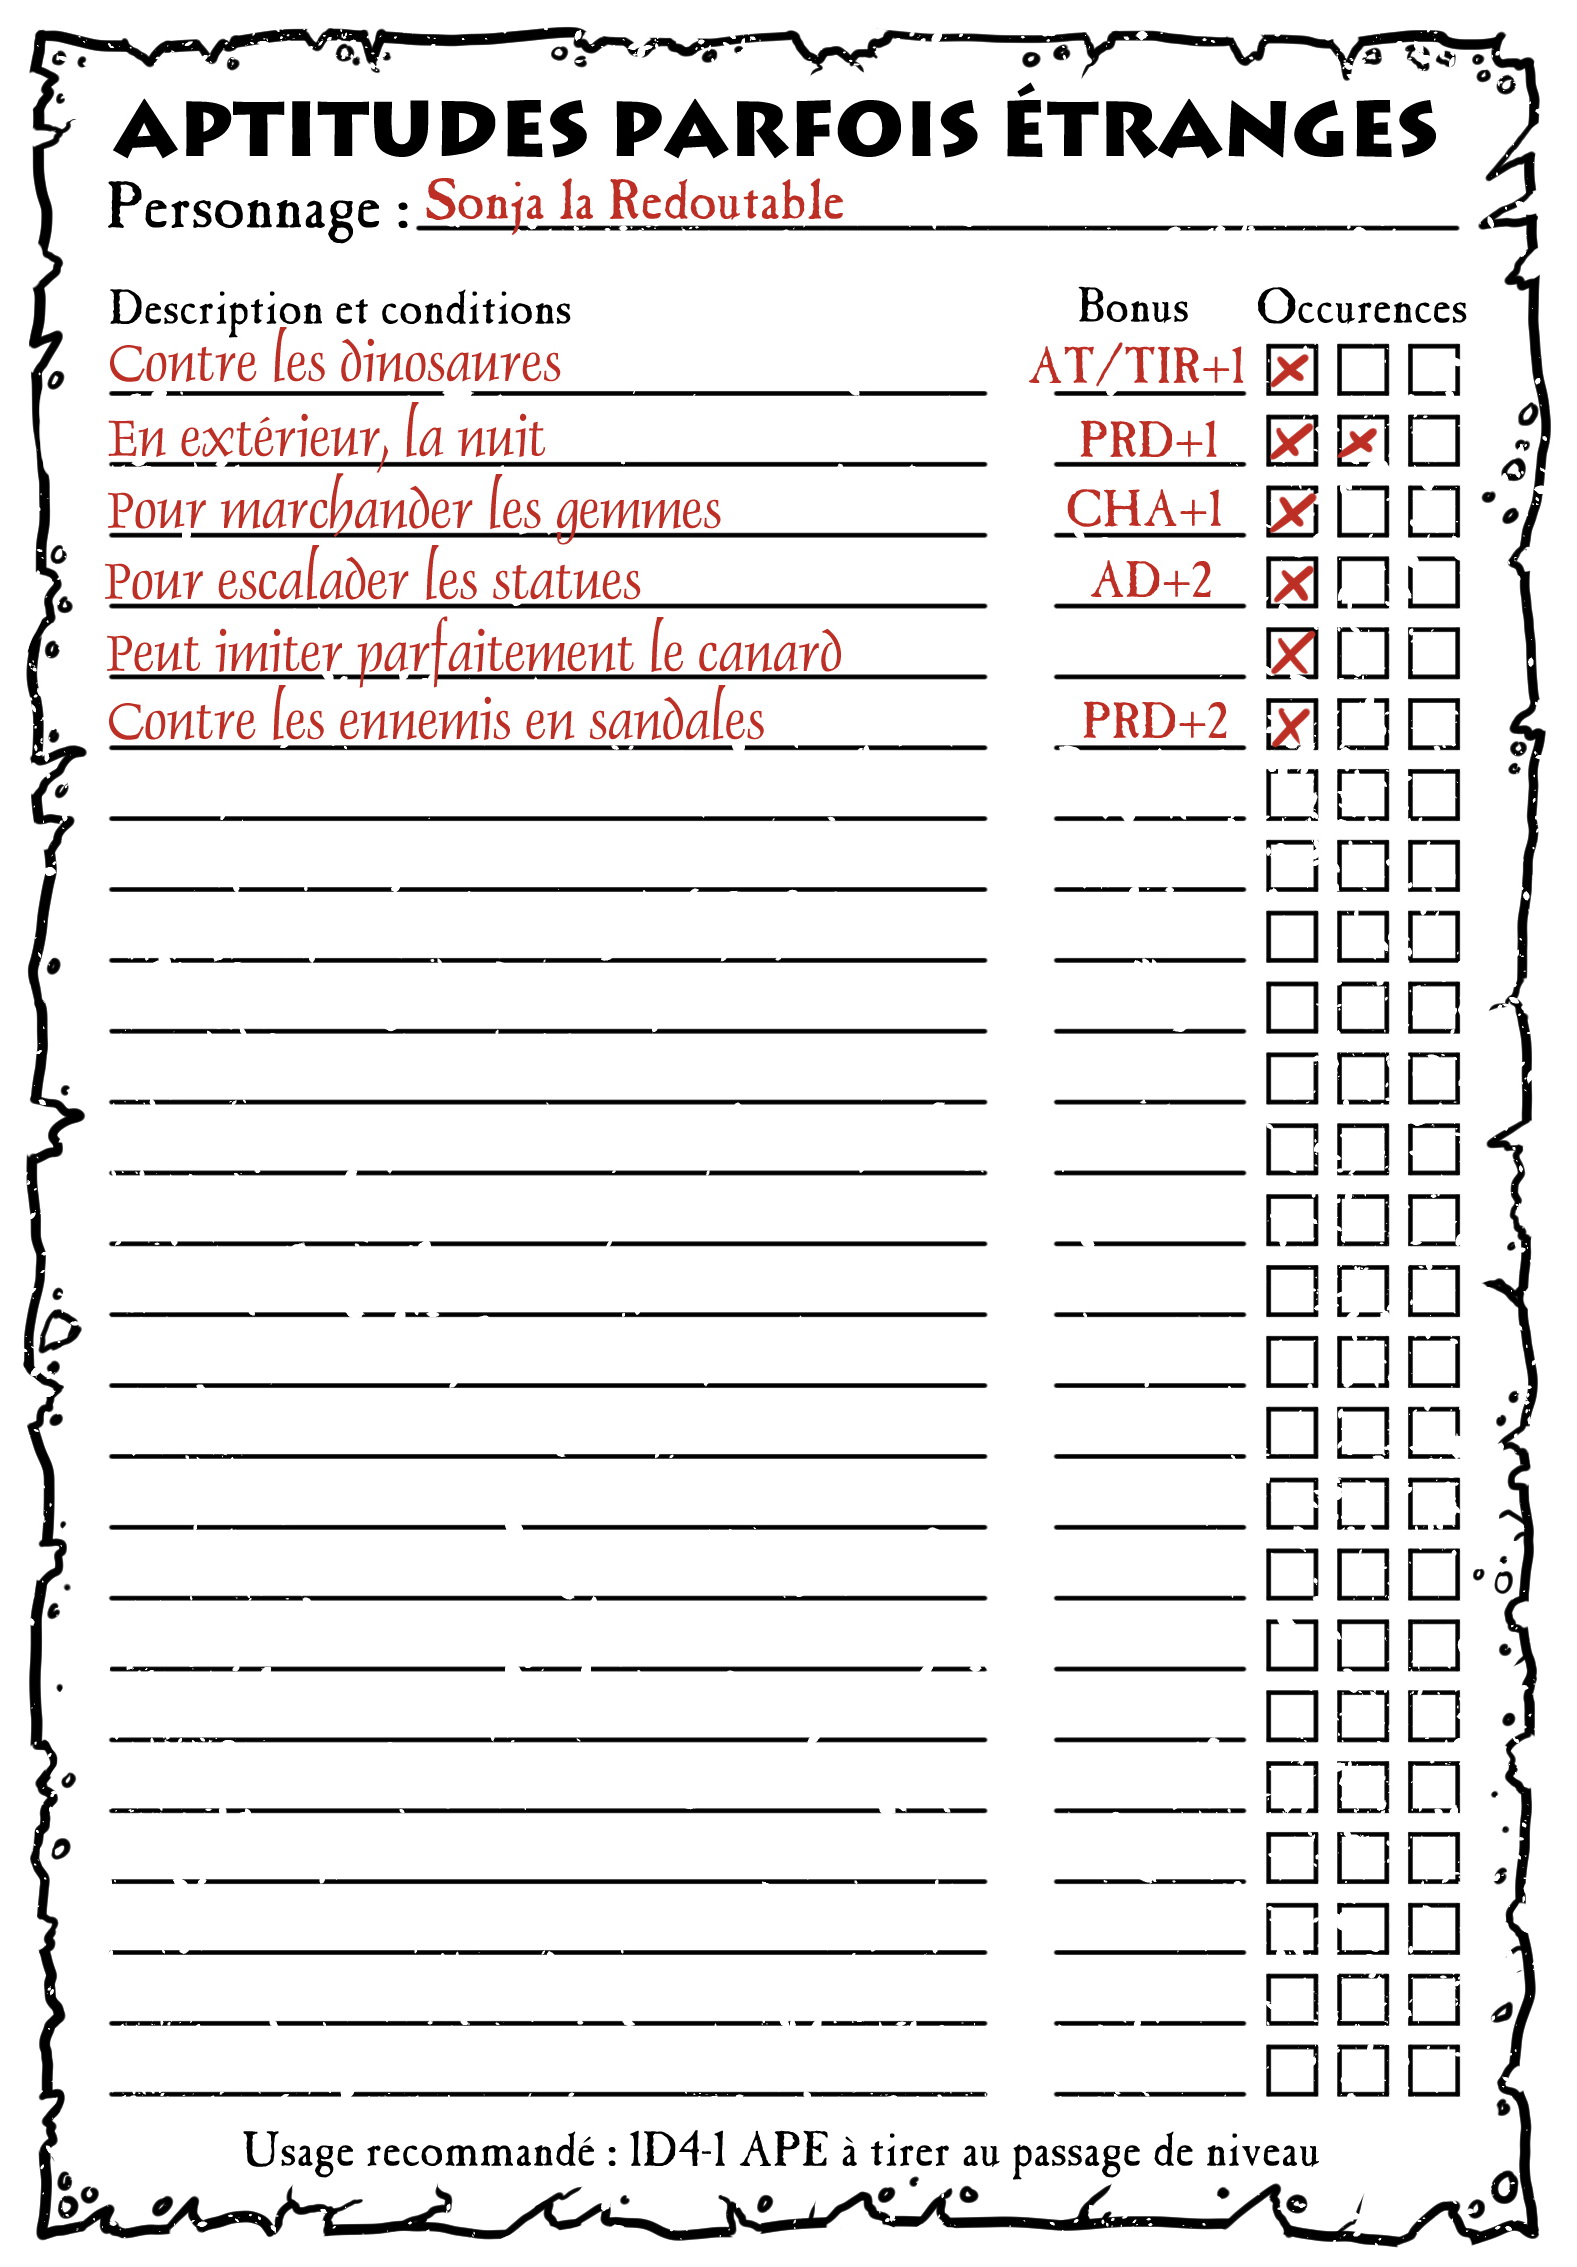 APTITUDES PARFOIS ÉTRANGES
Personnage : Sonja la Redoutable
Description et conditions Bonus Occurences
Contre les dinosaures AT/TIR+1
En extérieur, la nuit PRD+1
Pour marchander les gemmes CHA+1
Pour escalader les statues AD+2
Peut imiter parfaitement le canard
Contre les ennemis en sandales PRD+2
Usage recommandé : 1D4-1 APE à tirer au passage de niveau